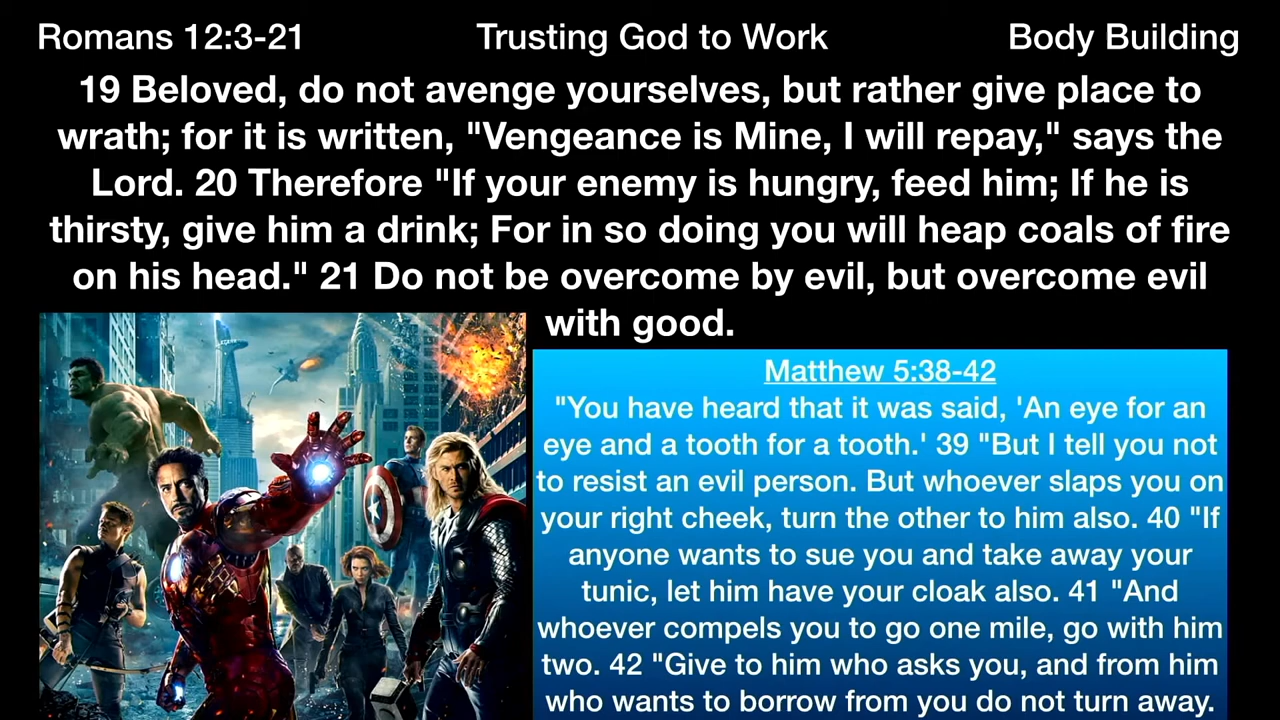 Romans 12:3-21 Trusting God to Work Body Building
19 Beloved, do not avenge yourselves, but rather give place to
wrath; for it is written, "Vengeance is Mine, I will repay," says the
Lord. 20 Therefore "If your enemy is hungry, feed him; If he is
thirsty, give him a drink; For in so doing you will heap coals of fire
on his head." 21 Do not be overcome by evil, but overcome evil
with good.
Matthew 5:38-42
"You have heard that it was said, 'An eye for an
eye and a tooth for a tooth.' 39 "But I tell you not
to resist an evil person. But whoever slaps you on
your right cheek, turn the other to him also. 40 "If
anyone wants to sue you and take away your
tunic, let him have your cloak also. 41 "And
whoever compels you to go one mile, go with him
two. 42 "Give to him who asks you, and from him
who wants to borrow from you do not turn away.